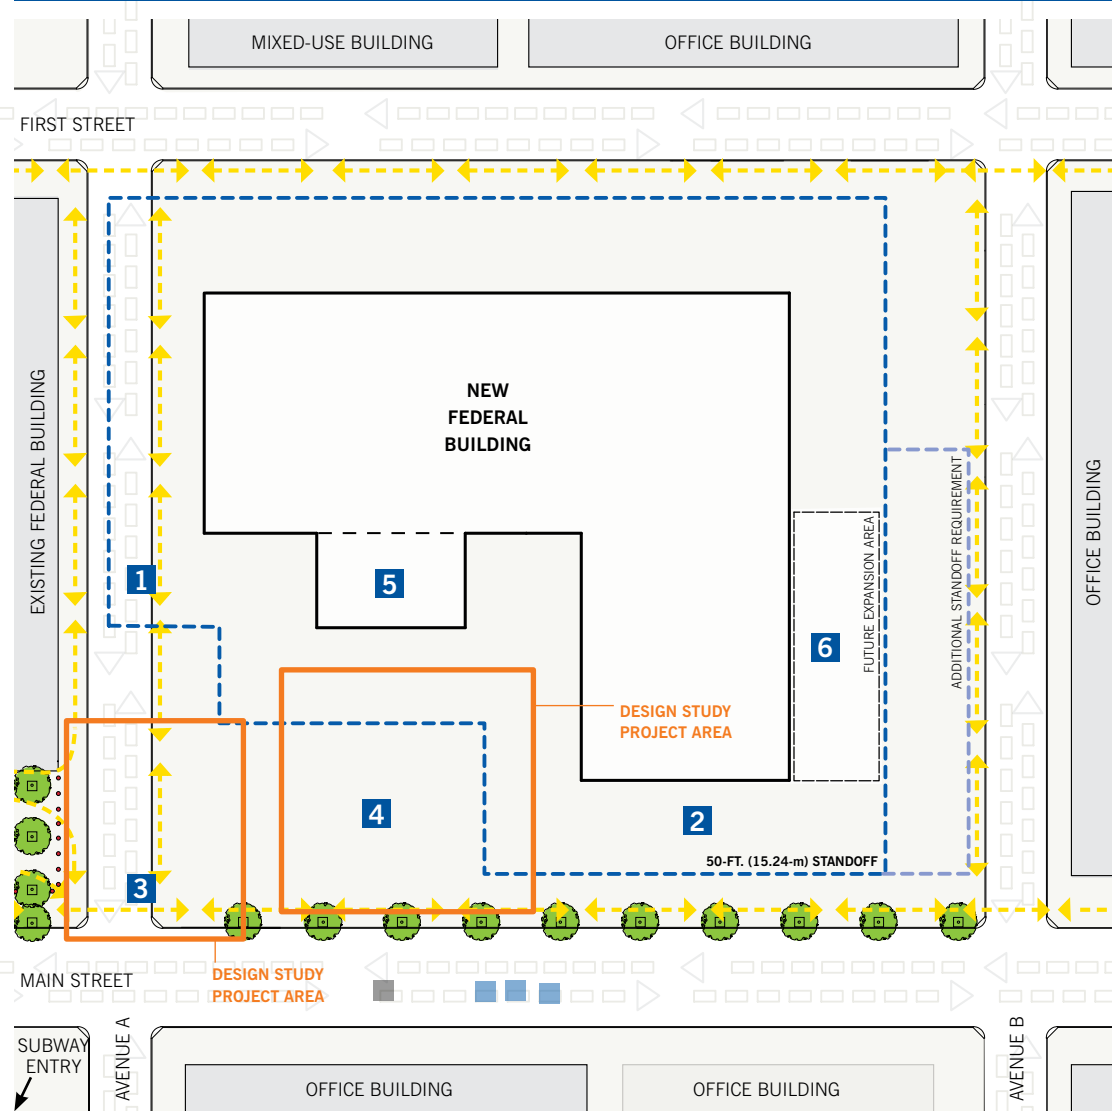 MIXED-USE BUILDING
OFFICE BUILDING
FIRST STREET
NEW
FEDERAL
BUILDING
EXISTING FEDERAL BUILDING
OFFICE BUILDING
ADDITIONAL STANDOFF REQUIREMENT
FUTURE EXPANSION AREA
1
5
6
DESIGN STUDY
PROJECT AREA
4
2
50-FT. (15.24-m) STANDOFF
3
DESIGN STUDY
PROJECT AREA
MAIN STREET
AVENUE A
AVENUE B
SUBWAY
ENTRY
OFFICE BUILDING
OFFICE BUILDING